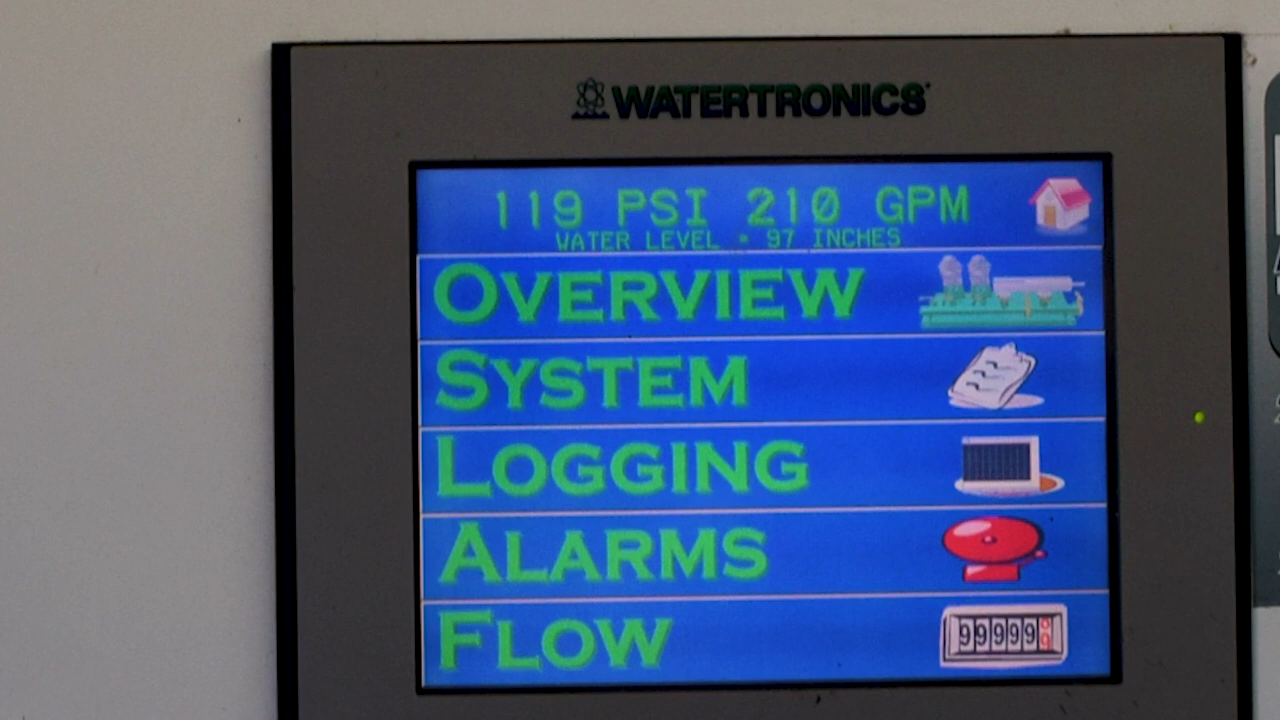 WATERTRONICS
119 PSI 210 GPM
WATER LEVEL = 97 INCHES
OVERVIEW
SYSTEM
LOGGING
ALARMS
FLOW
99999